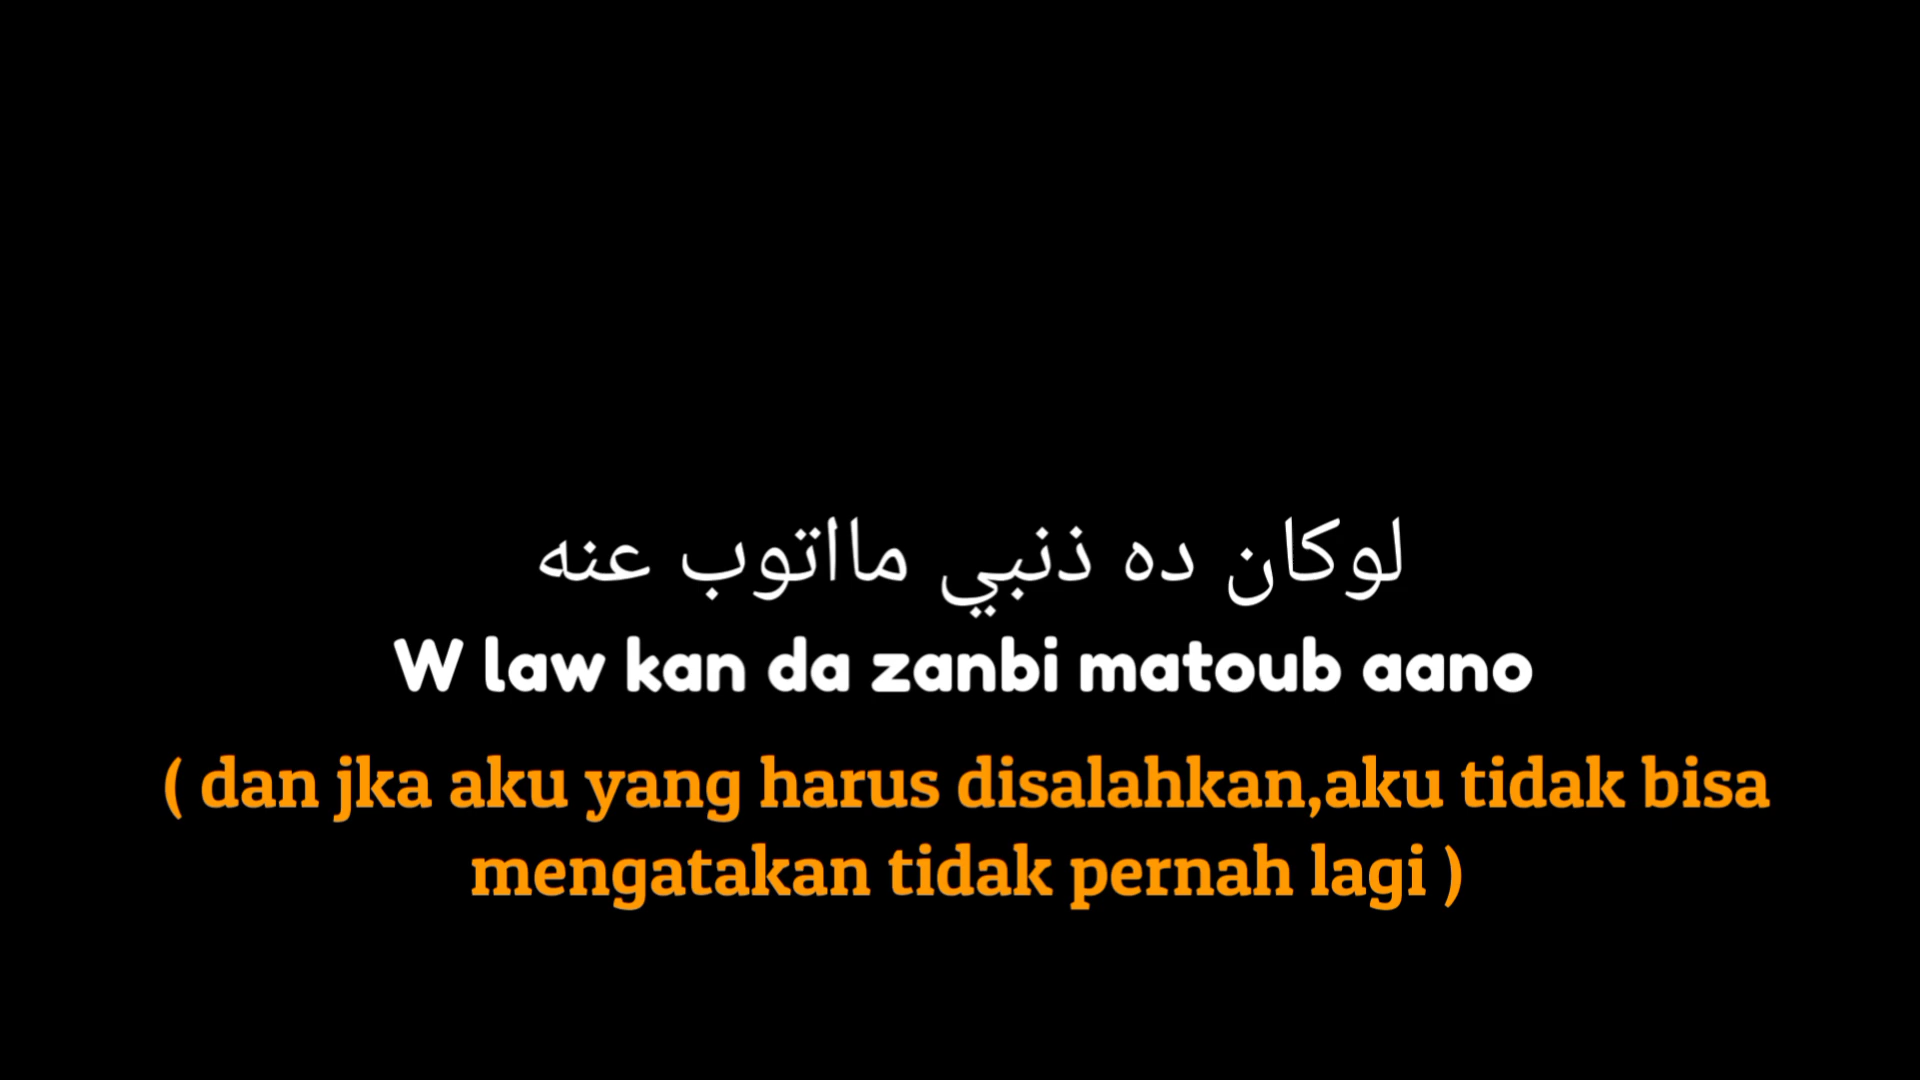 لوكان ده ذنبي مااتوب عنه
W law kan da zanbi matoub aano
( dan jka aku yang harus disalahkan,aku tidak bisa
mengatakan tidak pernah lagi )